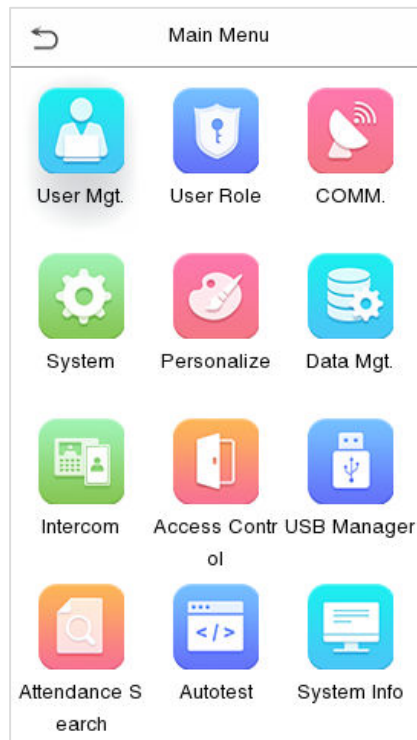 Main Menu
User Mgt. User Role COMM.
System Personalize Data Mgt.
Intercom Access Contr USB Manager
ol
</>
Attendance S Autotest System Info
earch